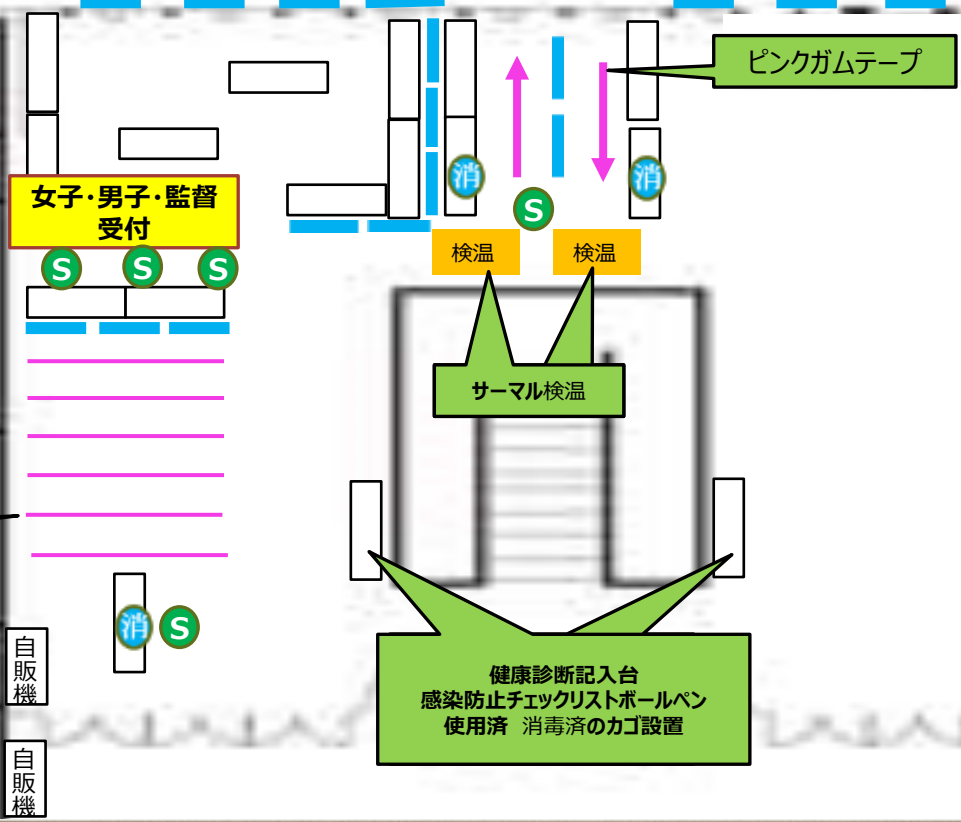 ピンクガムテープ
消
消
女子・男子・監督
受付
S
検温
検温
S
S
S
サーマル検温
消
S
自販機
健康診断記入台
感染防止チェックリストボールペン
使用済 消毒済のカゴ設置
自販機